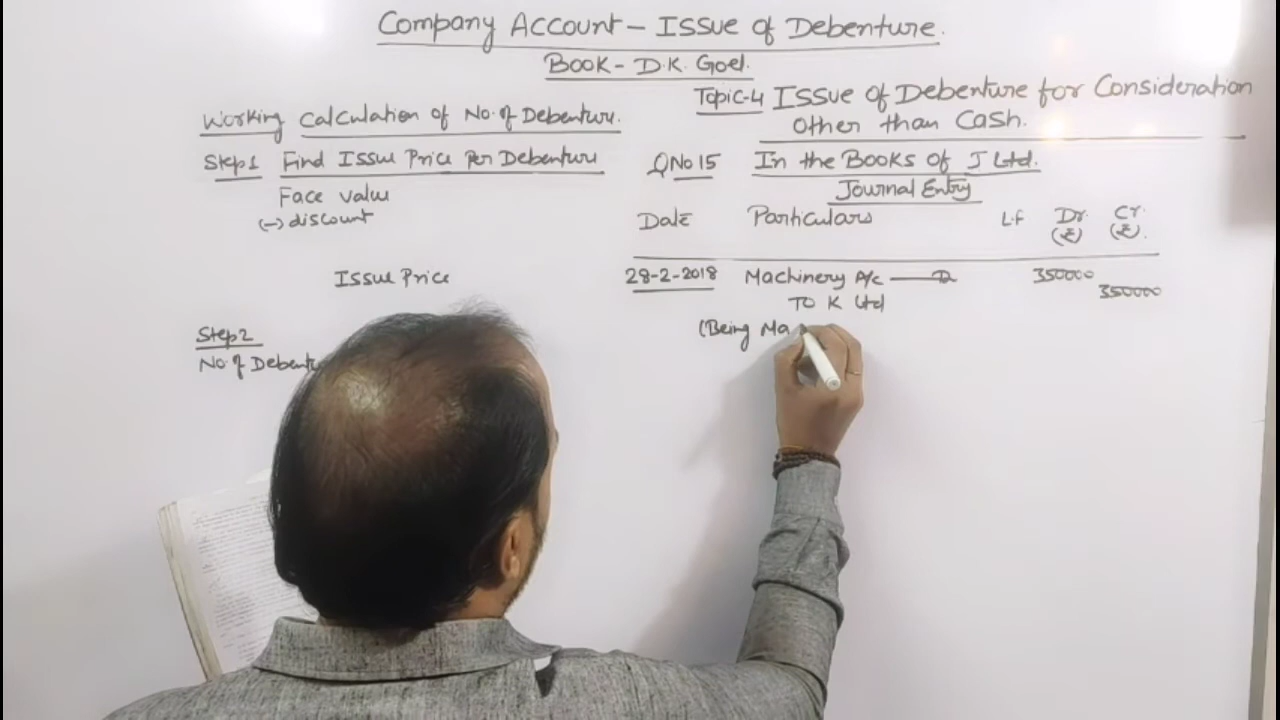 Company Account - Issue of Debenture.
Book - D.K. Goel.
Topic-4 Issue of Debenture for Consideration
Other than Cash.
Working Calculation of No. of Debenture.
Step1 Find Issue Price Per Debenture
Face value
(-) discount
Issue Price
Step2
No. of Debentu
QNo 15 In the Books of J Ltd.
Journal Entry
Date Particulars L.F Dr. (₹) Cr. (₹).
28-2-2018 Machinery A/c — D 350000
To K Ltd 350000
(Being Ma